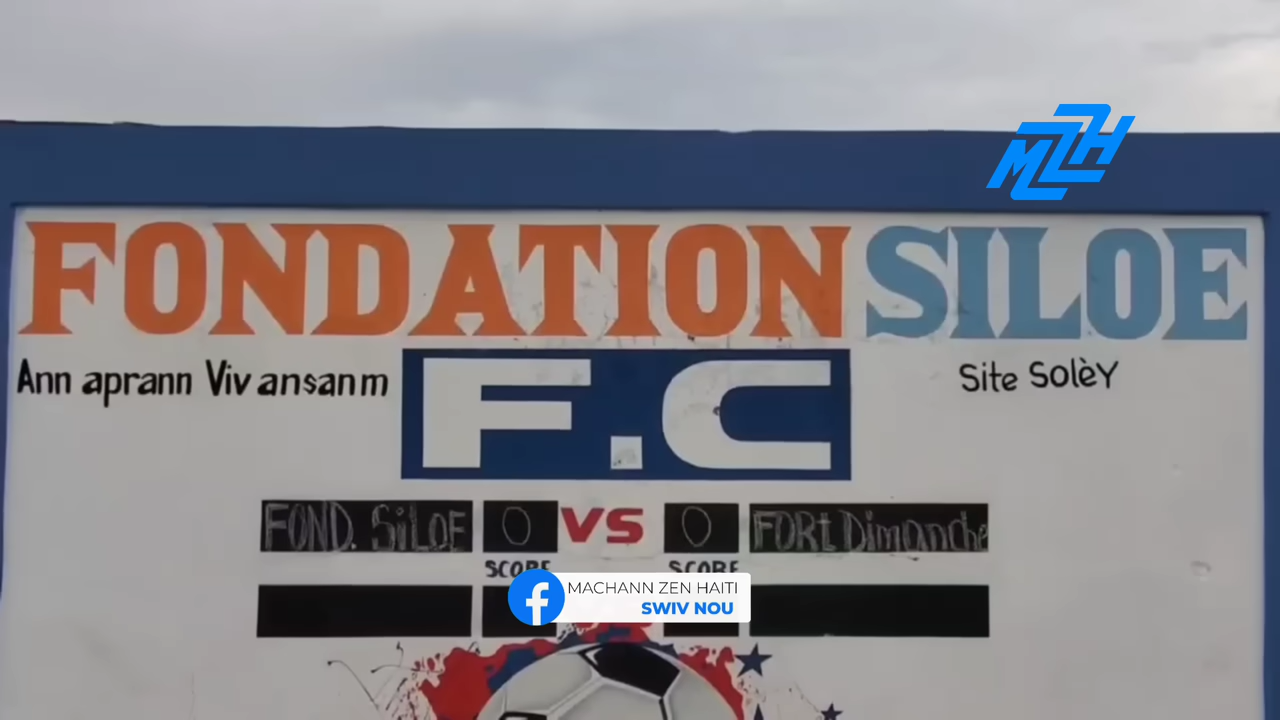 MZH
FONDATION SILOE
Ann aprann Viv ansanm
F.C
Site SolèY
FOND. SiLOE 0 VS 0 FORt Dimanche
SCORE SCORE
MACHANN ZEN HAITI
SWIV NOU